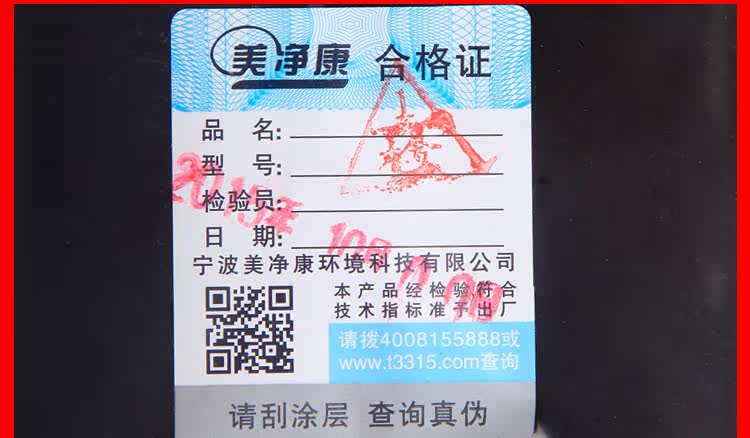 美净康 合格证
品 名:
型 号:
检验员:
日 期:
宁波美净康环境科技有限公司
本产品经检验,符合
技术指标准予出厂
请拨4008155888或
www.t3315.com查询
请刮涂层 查询真伪